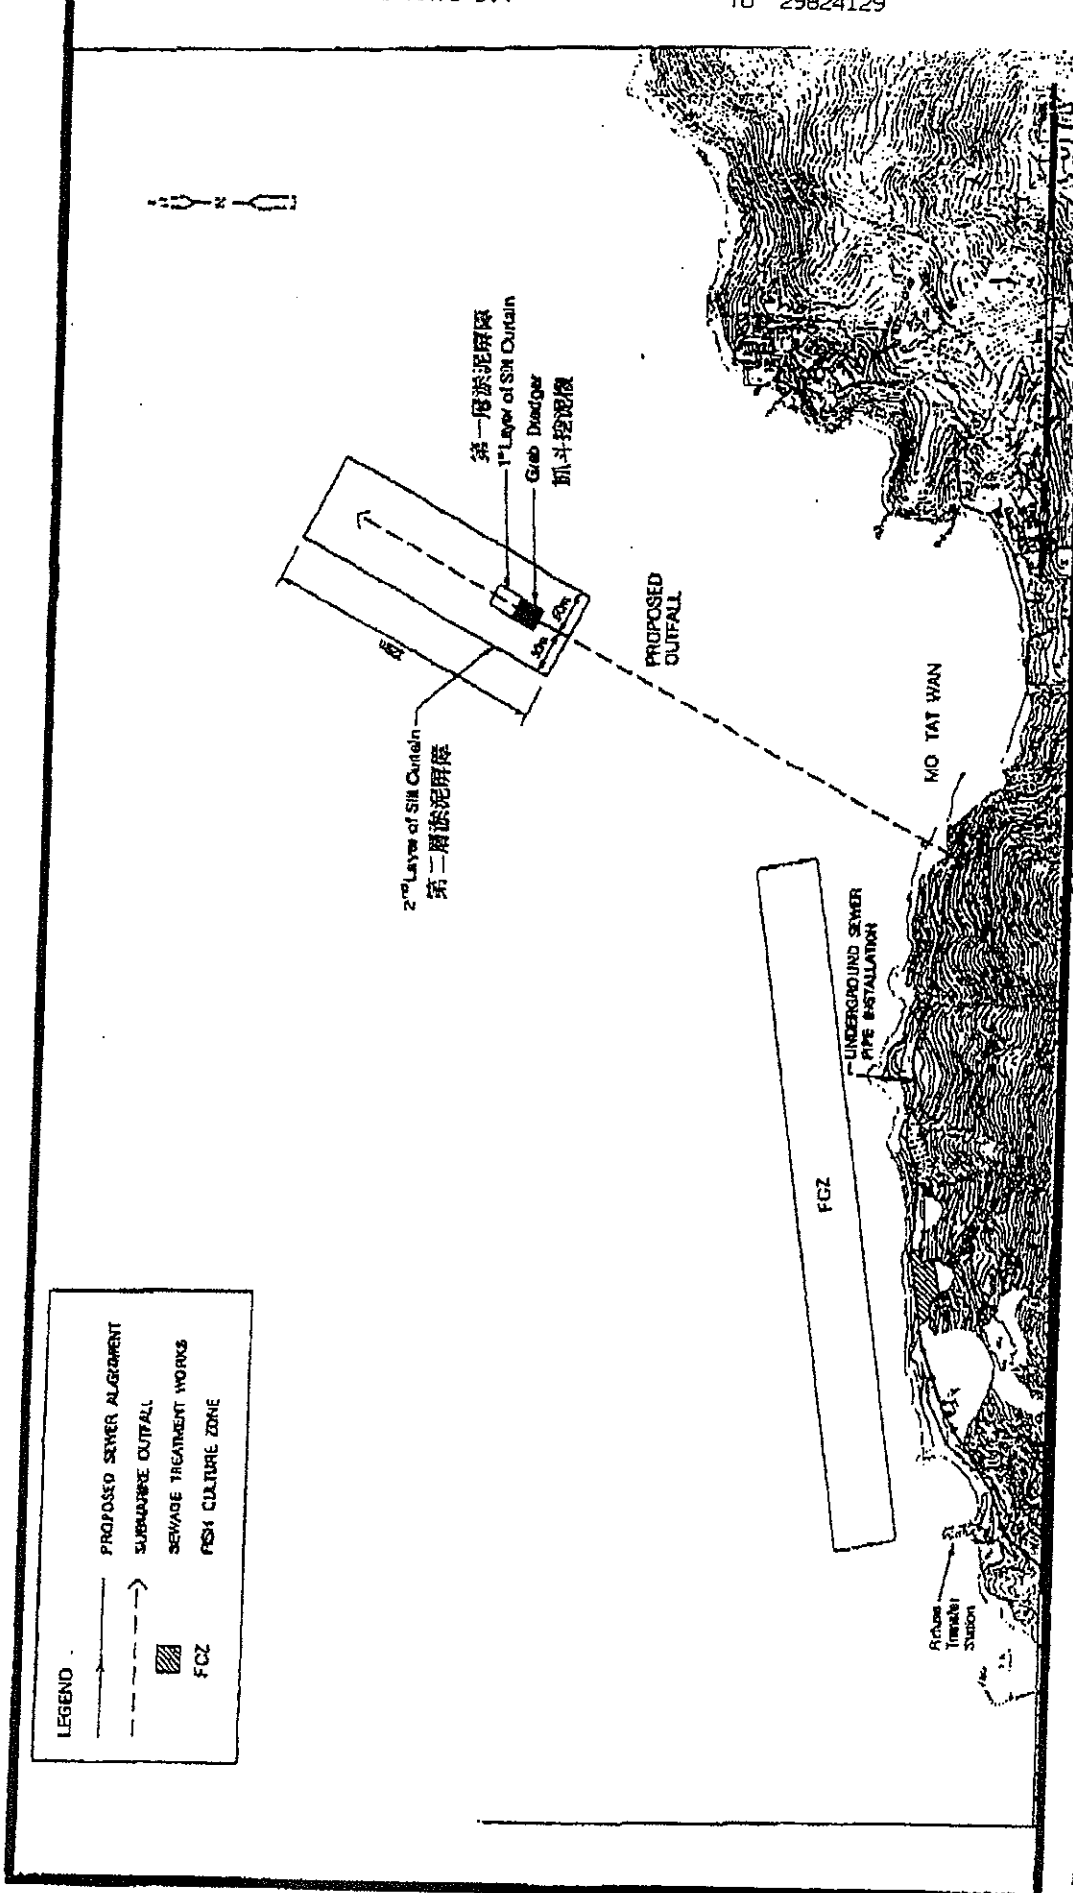 TO 29824129
LEGEND
PROPOSED SEWER ALIGNMENT
SUBMARINE OUTFALL
SEWAGE TREATMENT WORKS
FCZ FISH CULTURE ZONE
N
第一層淤泥屏障
1st Layer of Silt Curtain
Grab Dredger
抓斗挖泥機
2nd Layer of Silt Curtain
第二層淤泥屏障
50m
PROPOSED
OUTFALL
MO TAT WAN
UNDERGROUND SEWER
PIPE INSTALLATION
FCZ
Refuse
Transfer
Station